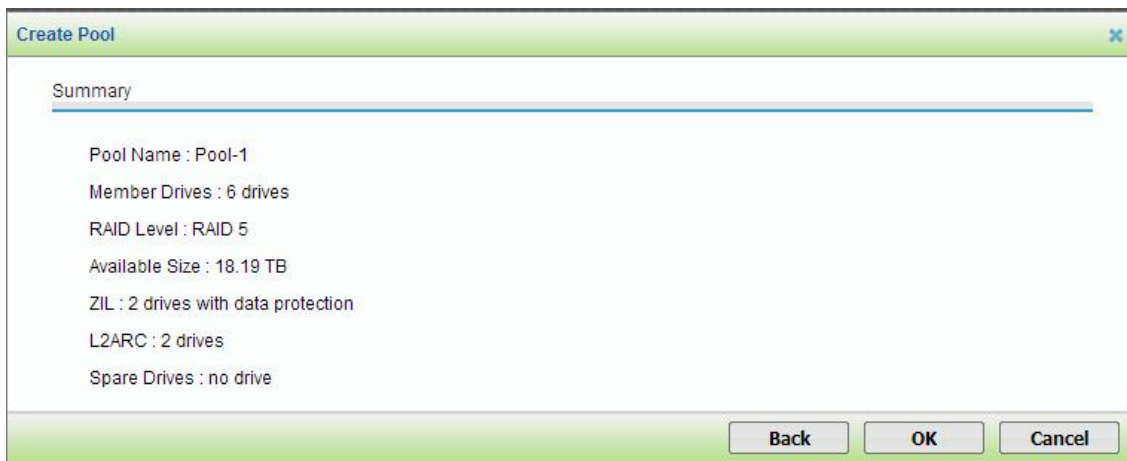 Create Pool
Summary
Pool Name : Pool-1
Member Drives : 6 drives
RAID Level : RAID 5
Available Size : 18.19 TB
ZIL : 2 drives with data protection
L2ARC : 2 drives
Spare Drives : no drive
Back OK Cancel